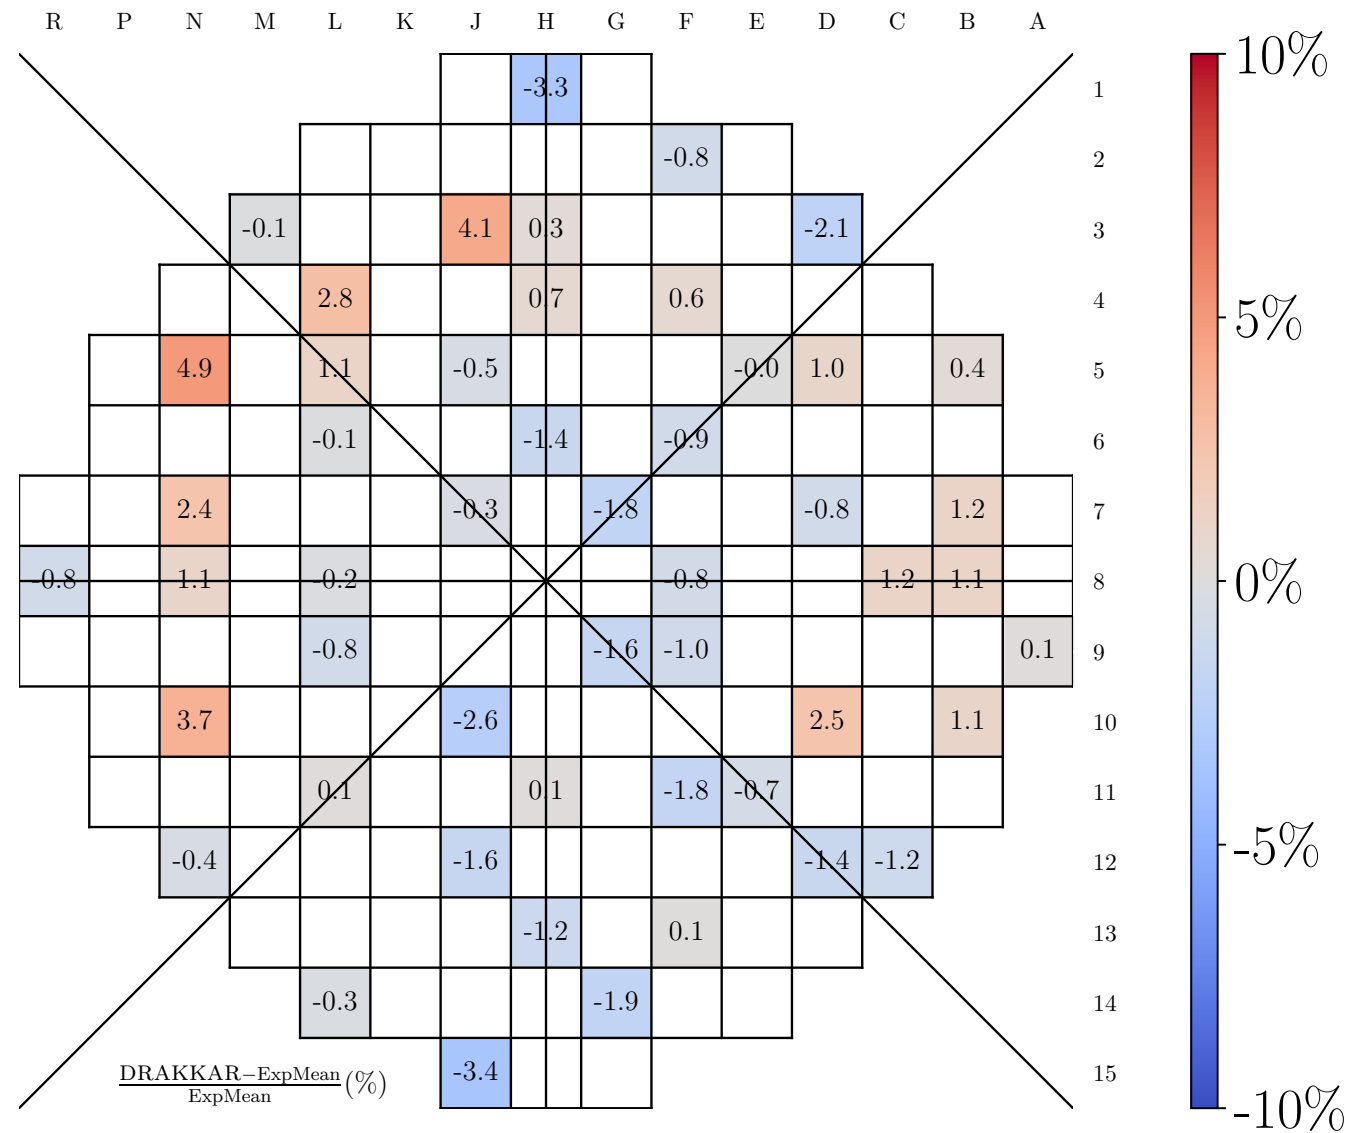 R P N M L K J H G F E D C B A
10%
-3.3 1
-0.8 2
-0.1 4.1 0.3 -2.1 3
2.8 0.7 0.6 4
5%
4.9 1.1 -0.5 -0.0 1.0 0.4 5
-0.1 -1.4 -0.9 6
2.4 -0.3 -1.8 -0.8 1.2 7
-0.8 1.1 -0.2 -0.8 1.2 1.1 8
0%
-0.8 -1.6 -1.0 0.1 9
3.7 -2.6 2.5 1.1 10
0.1 0.1 -1.8 -0.7 11
-5%
-0.4 -1.6 -1.4 -1.2 12
-1.2 0.1 13
-0.3 -1.9 14
-3.4 15
DRAKKAR−ExpMean
ExpMean
(%)
-10%